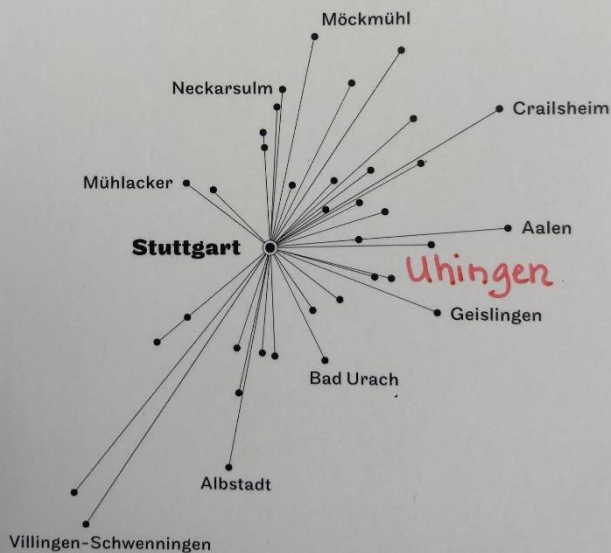 Möckmühl
Neckarsulm
Crailsheim
Mühlacker
Aalen
Stuttgart
Uhingen
Geislingen
Bad Urach
Albstadt
Villingen-Schwenningen